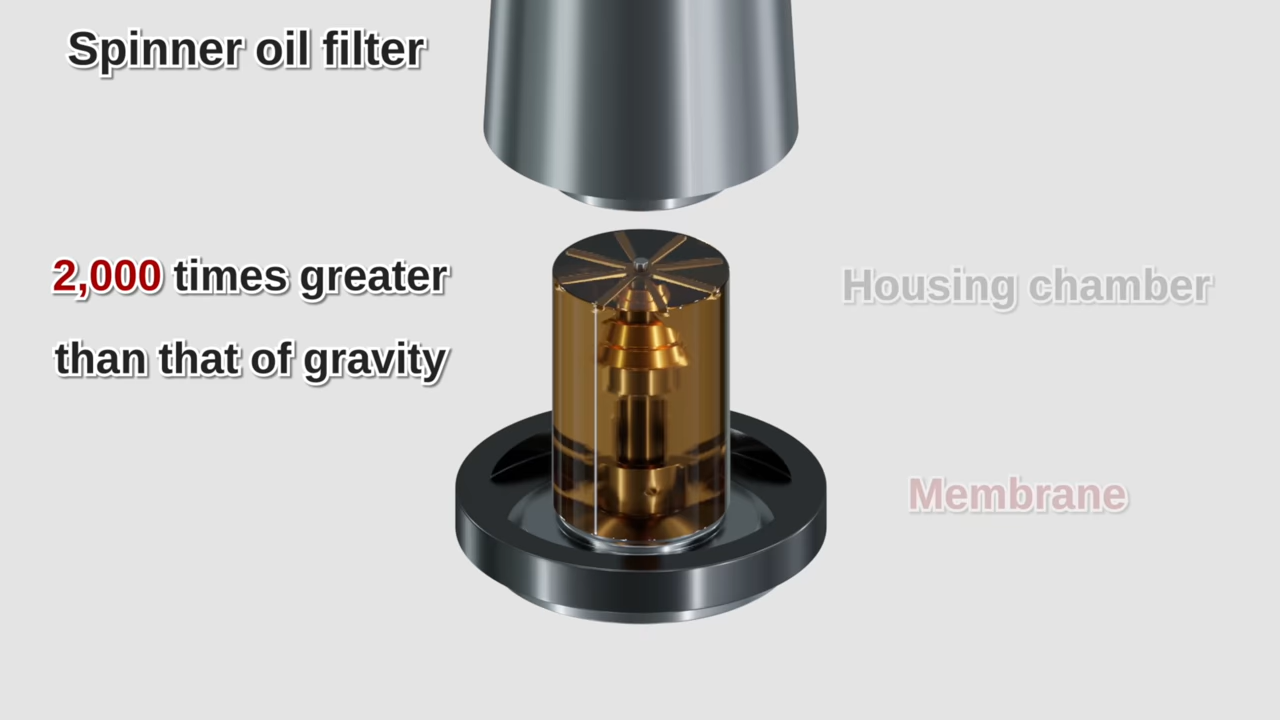 Spinner oil filter
2,000 times greater
than that of gravity
Housing chamber
Membrane